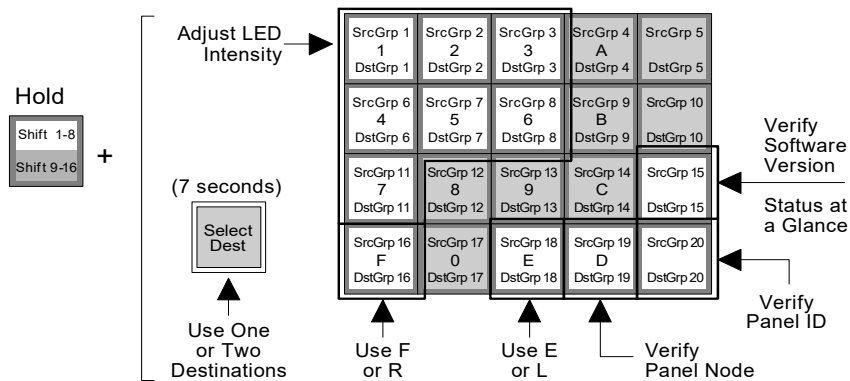 Adjust LED
Intensity
Hold
Shift 1-8
Shift 9-16
+
(7 seconds)
Select
Dest
Use One
or Two
Destinations
SrcGrp 1
1
DstGrp 1
SrcGrp 2
2
DstGrp 2
SrcGrp 3
3
DstGrp 3
SrcGrp 4
A
DstGrp 4
SrcGrp 5
DstGrp 5
SrcGrp 6
4
DstGrp 6
SrcGrp 7
5
DstGrp 7
SrcGrp 8
6
DstGrp 8
SrcGrp 9
B
DstGrp 9
SrcGrp 10
DstGrp 10
SrcGrp 11
7
DstGrp 11
SrcGrp 12
8
DstGrp 12
SrcGrp 13
9
DstGrp 13
SrcGrp 14
C
DstGrp 14
SrcGrp 15
DstGrp 15
SrcGrp 16
F
DstGrp 16
SrcGrp 17
0
DstGrp 17
SrcGrp 18
E
DstGrp 18
SrcGrp 19
D
DstGrp 19
SrcGrp 20
DstGrp 20
Verify
Software
Version
Status at
a Glance
Verify
Panel ID
Use F
or R
Use E
or L
Verify
Panel Node